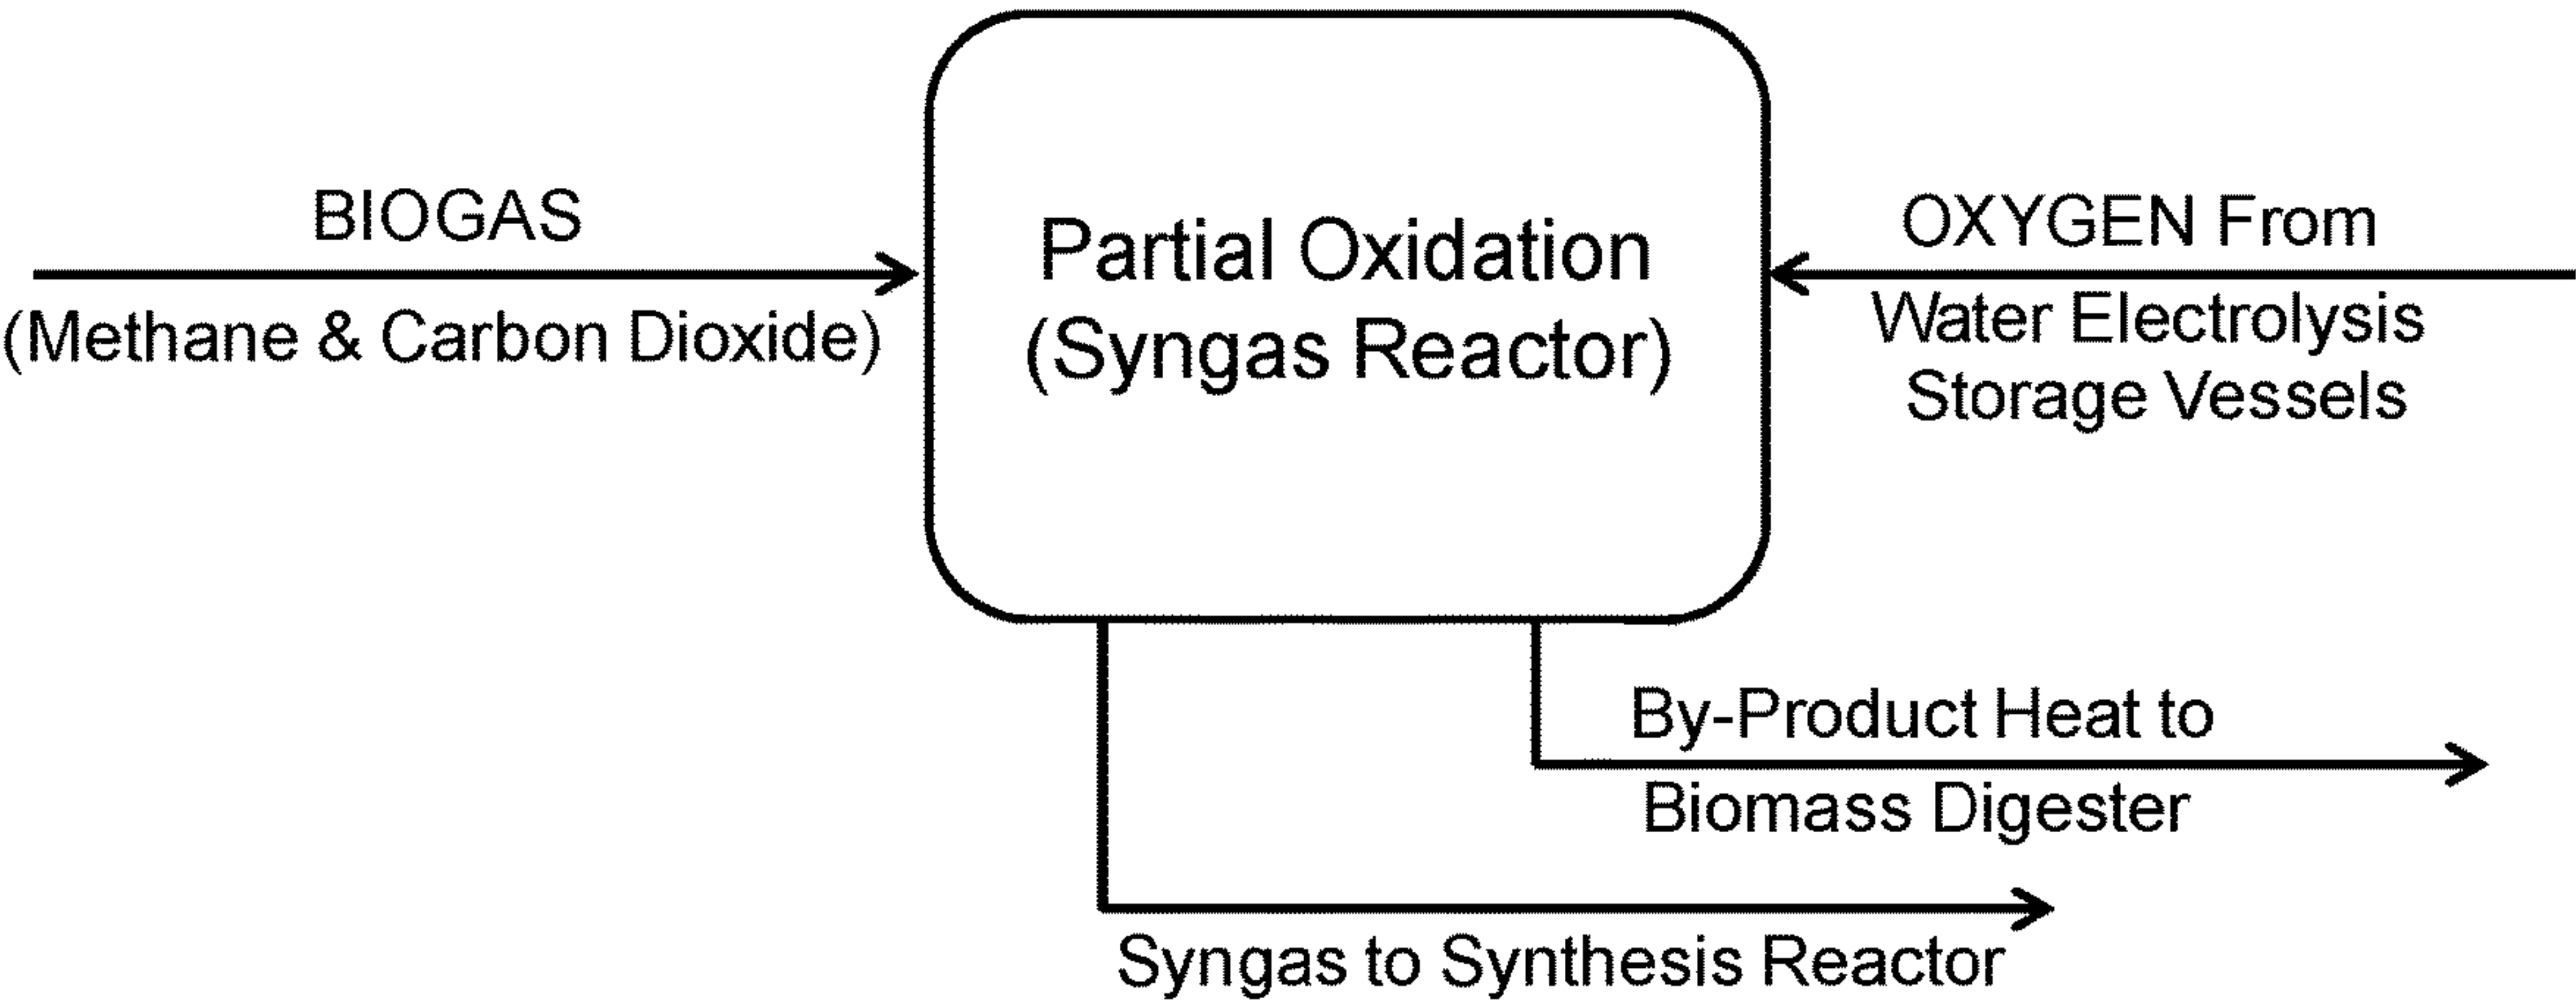 BIOGAS
(Methane & Carbon Dioxide)
Partial Oxidation
(Syngas Reactor)
OXYGEN From
Water Electrolysis
Storage Vessels
By-Product Heat to
Biomass Digester
Syngas to Synthesis Reactor